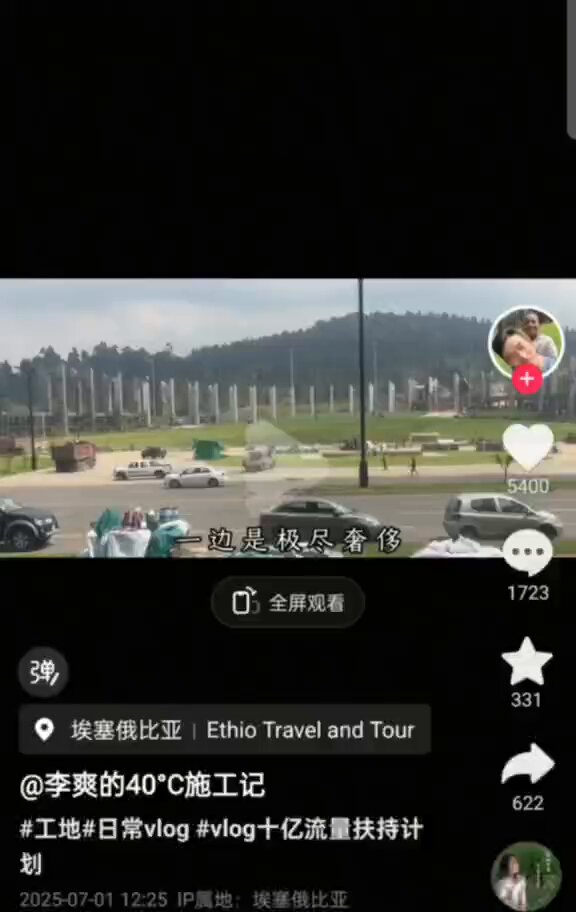 一边是极尽奢侈
5400
1723
全屏观看
弹
331
埃塞俄比亚 | Ethio Travel and Tour
@李爽的40°C施工记
622
#工地#日常vlog #vlog十亿流量扶持计
划
2025-07-01 12:25 IP属地：埃塞俄比亚